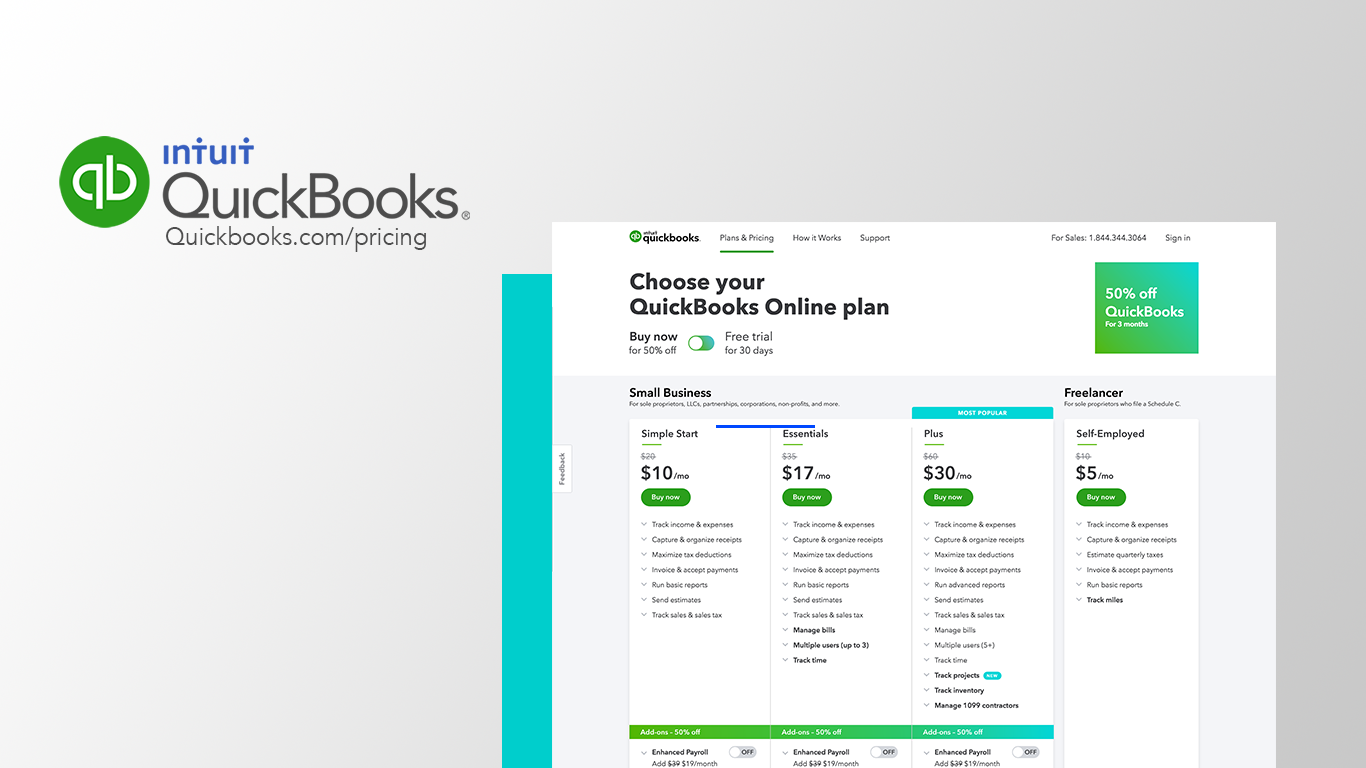 intuit
QuickBooks®
Quickbooks.com/pricing
intuit
quickbooks.
Plans & Pricing
How it Works
Support
For Sales: 1.844.344.3064
Sign in
Choose your
QuickBooks Online plan
Buy now
for 50% off
Free trial
for 30 days
50% off
QuickBooks
For 3 months
Small Business
For sole proprietors, LLCs, partnerships, corporations, non-profits, and more.
Freelancer
For sole proprietors who file a Schedule C.
Feedback
Simple Start
$20
$10/mo
Buy now
Track income & expenses
Capture & organize receipts
Maximize tax deductions
Invoice & accept payments
Run basic reports
Send estimates
Track sales & sales tax
Add-ons - 50% off
Enhanced Payroll
OFF
Add $39 $19/month
Essentials
$35
$17/mo
Buy now
Track income & expenses
Capture & organize receipts
Maximize tax deductions
Invoice & accept payments
Run basic reports
Send estimates
Track sales & sales tax
Manage bills
Multiple users (up to 3)
Track time
Add-ons - 50% off
Enhanced Payroll
OFF
Add $39 $19/month
MOST POPULAR
Plus
$60
$30/mo
Buy now
Track income & expenses
Capture & organize receipts
Maximize tax deductions
Invoice & accept payments
Run advanced reports
Send estimates
Track sales & sales tax
Manage bills
Multiple users (5+)
Track time
Track projects NEW
Track inventory
Manage 1099 contractors
Add-ons - 50% off
Enhanced Payroll
OFF
Add $39 $19/month
Self-Employed
$10
$5/mo
Buy now
Track income & expenses
Capture & organize receipts
Estimate quarterly taxes
Invoice & accept payments
Run basic reports
Track miles